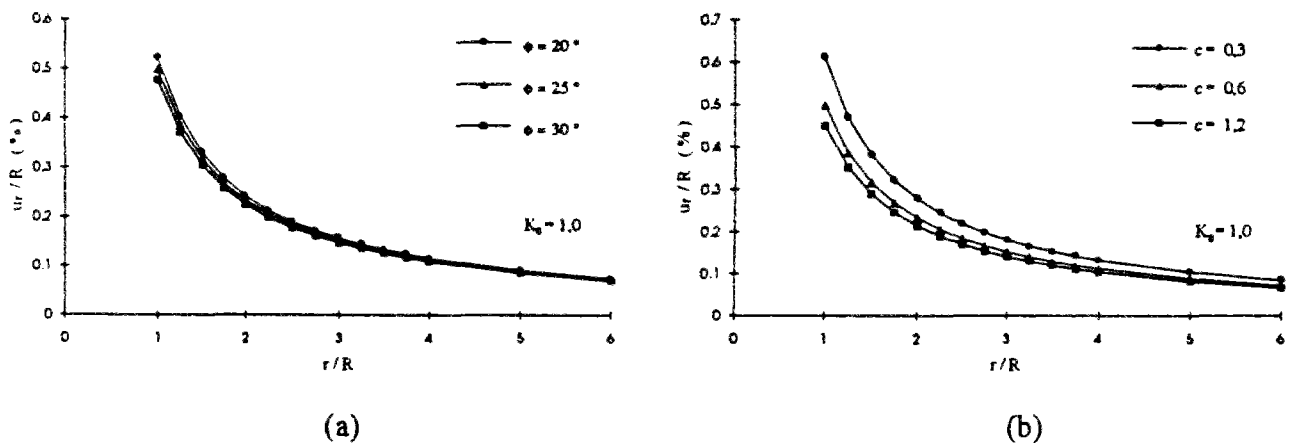 0.6
0.5
0.4
0.3
0.2
0.1
0
0 1 2 3 4 5 6
r/R
φ = 20°
φ = 25°
φ = 30°
K₀ = 1,0
(a)
0.7
0.6
0.5
0.4
0.3
0.2
0.1
0
u_r/R (%)
0 1 2 3 4 5 6
r/R
c = 0,3
c = 0,6
c = 1,2
K₀ = 1,0
(b)